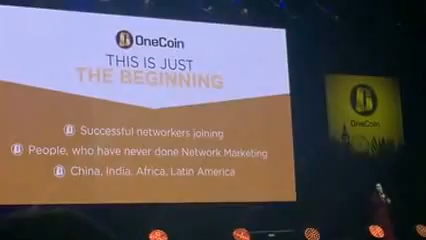 OneCoin
THIS IS JUST
THE BEGINNING
Successful networkers joining
People, who have never done Network Marketing
China, India, Africa, Latin America
OneCoin